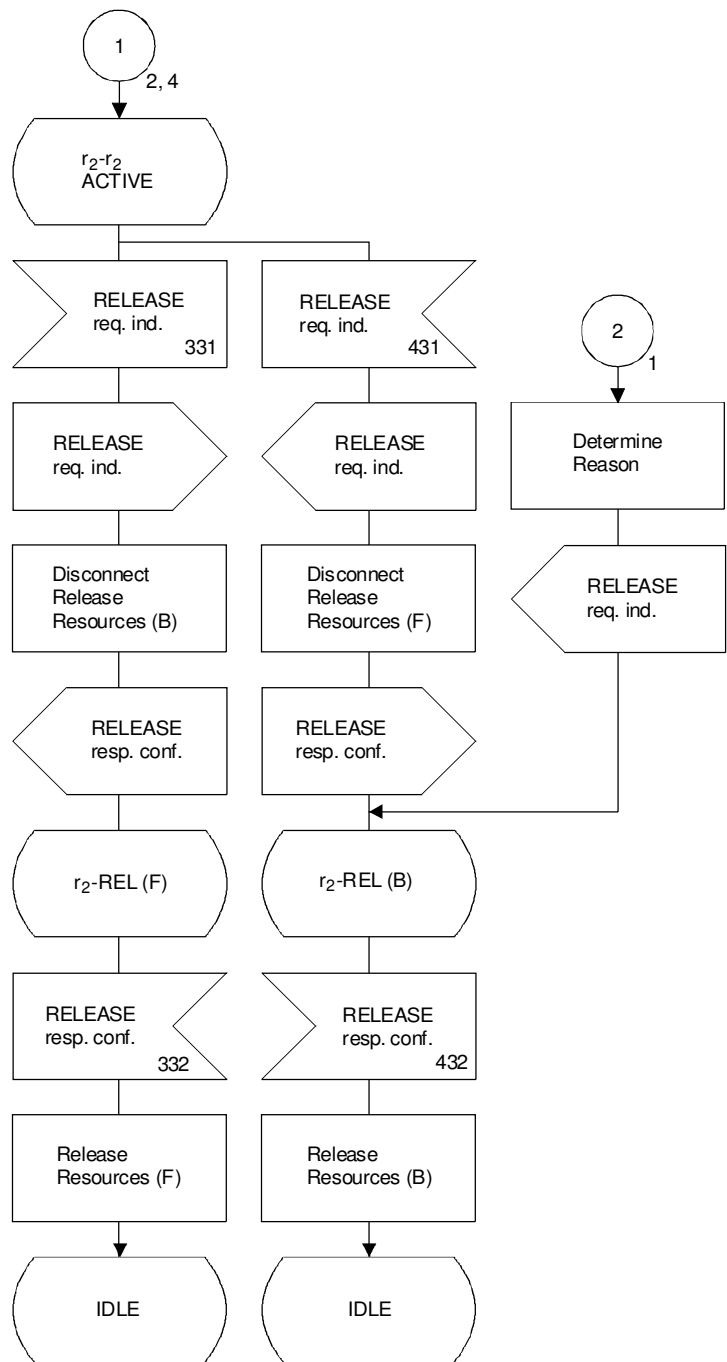 1
2, 4
r2-r2
ACTIVE
RELEASE
req. ind.
331
RELEASE
req. ind.
431
2
1
RELEASE
req. ind.
RELEASE
req. ind.
Determine
Reason
Disconnect
Release
Resources (B)
Disconnect
Release
Resources (F)
RELEASE
req. ind.
RELEASE
resp. conf.
RELEASE
resp. conf.
r2-REL (F)
r2-REL (B)
RELEASE
resp. conf.
332
RELEASE
resp. conf.
432
Release
Resources (F)
Release
Resources (B)
IDLE
IDLE